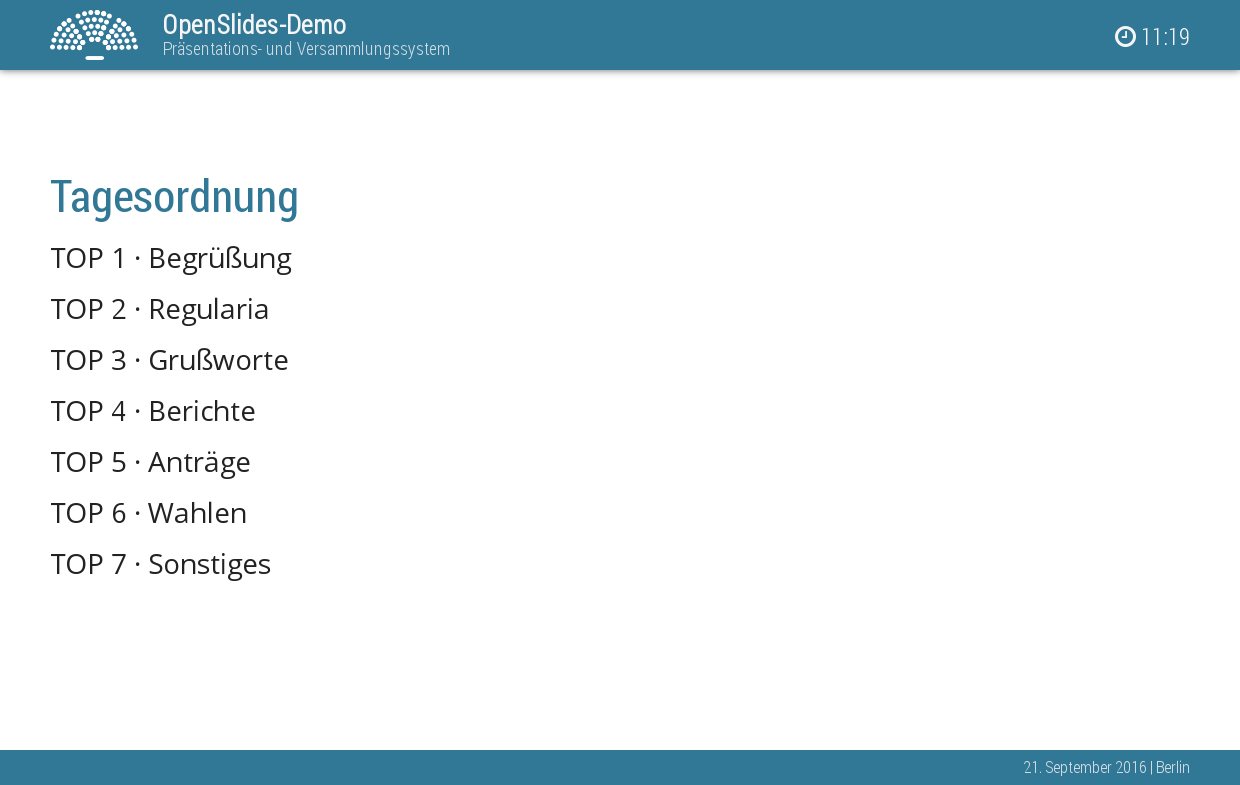 OpenSlides-Demo
Präsentations- und Versammlungssystem
11:19
Tagesordnung
TOP 1 · Begrüßung
TOP 2 · Regularia
TOP 3 · Grußworte
TOP 4 · Berichte
TOP 5 · Anträge
TOP 6 · Wahlen
TOP 7 · Sonstiges
21. September 2016 | Berlin